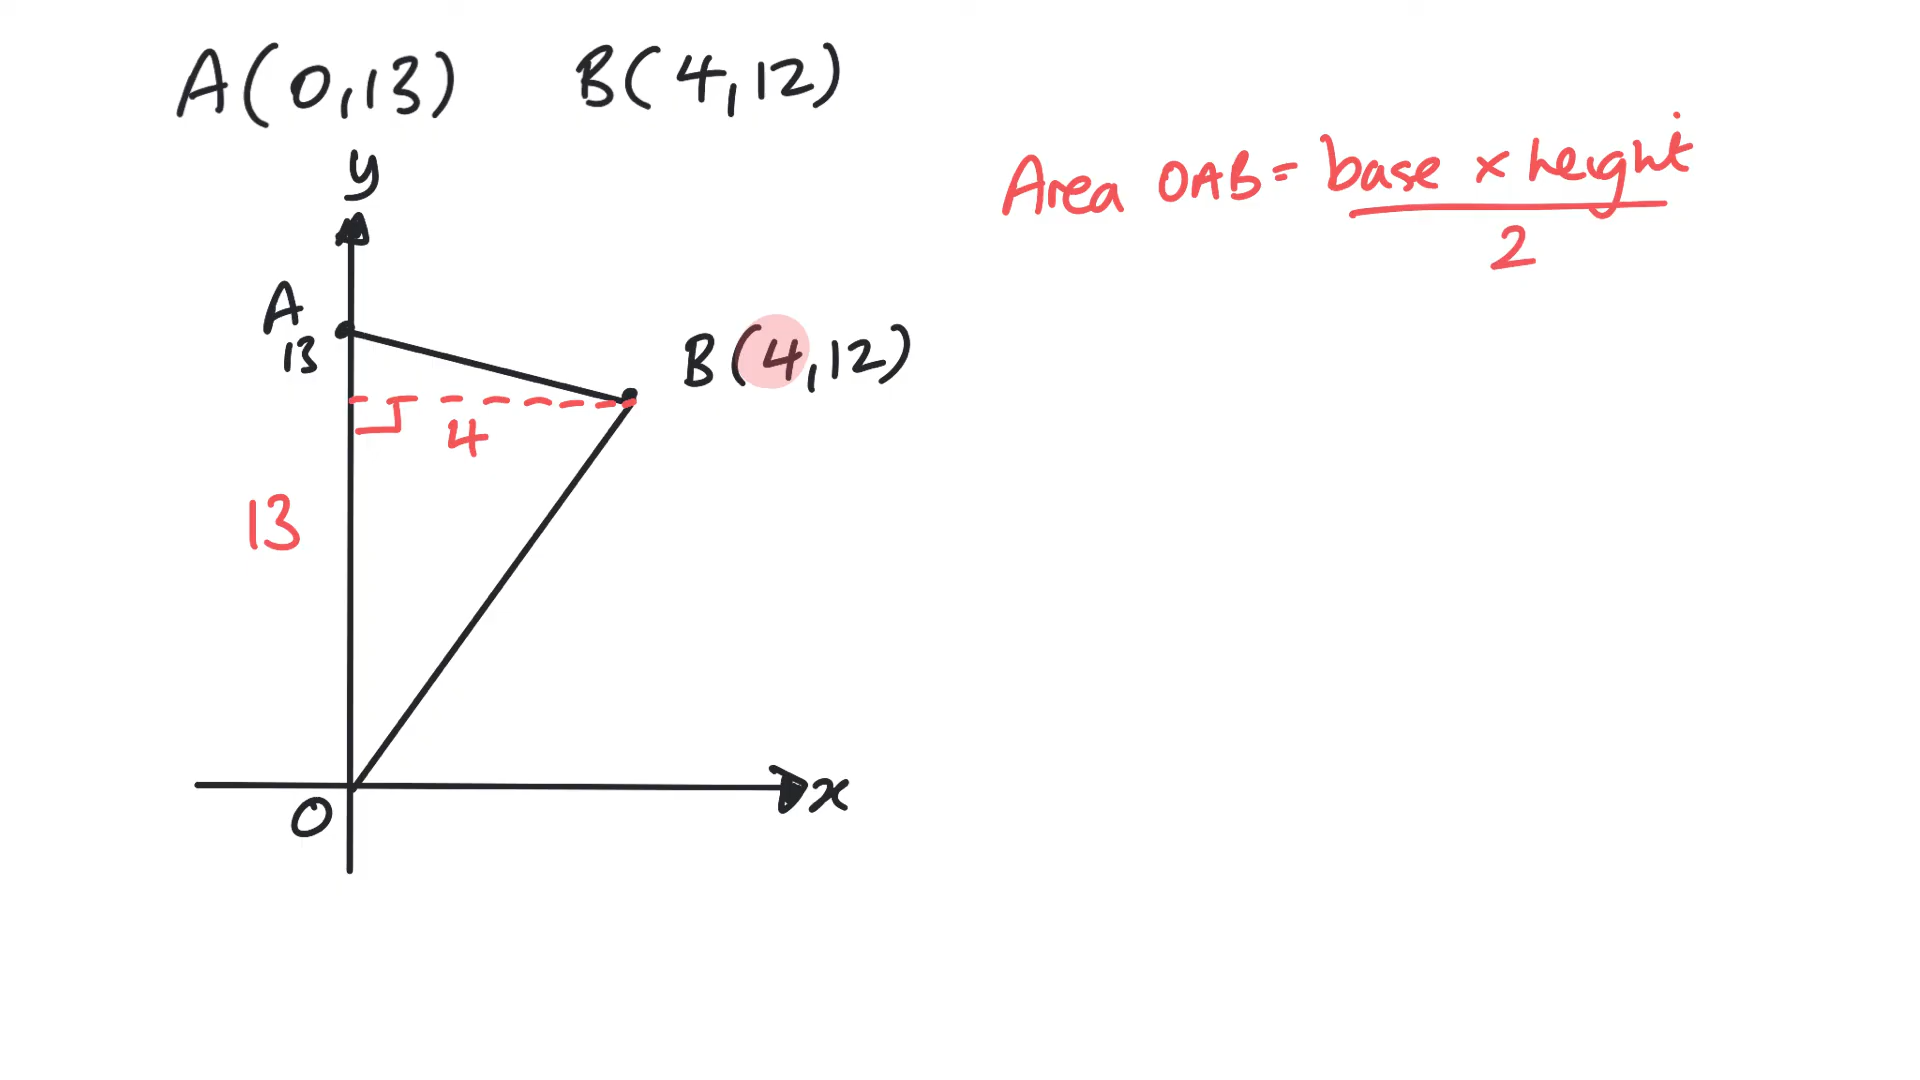 A(0,13) B(4,12)
Area OAB = base x height
2
y
A
13
B(4,12)
4
13
O
x